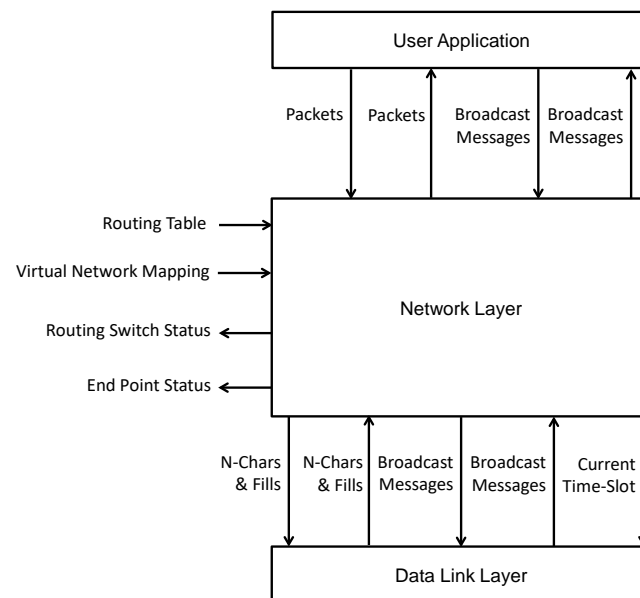 User Application
Packets
Packets
Broadcast
Messages
Broadcast
Messages
Routing Table
Virtual Network Mapping
Routing Switch Status
End Point Status
Network Layer
N-Chars
& Fills
N-Chars
& Fills
Broadcast
Messages
Broadcast
Messages
Current
Time-Slot
Data Link Layer